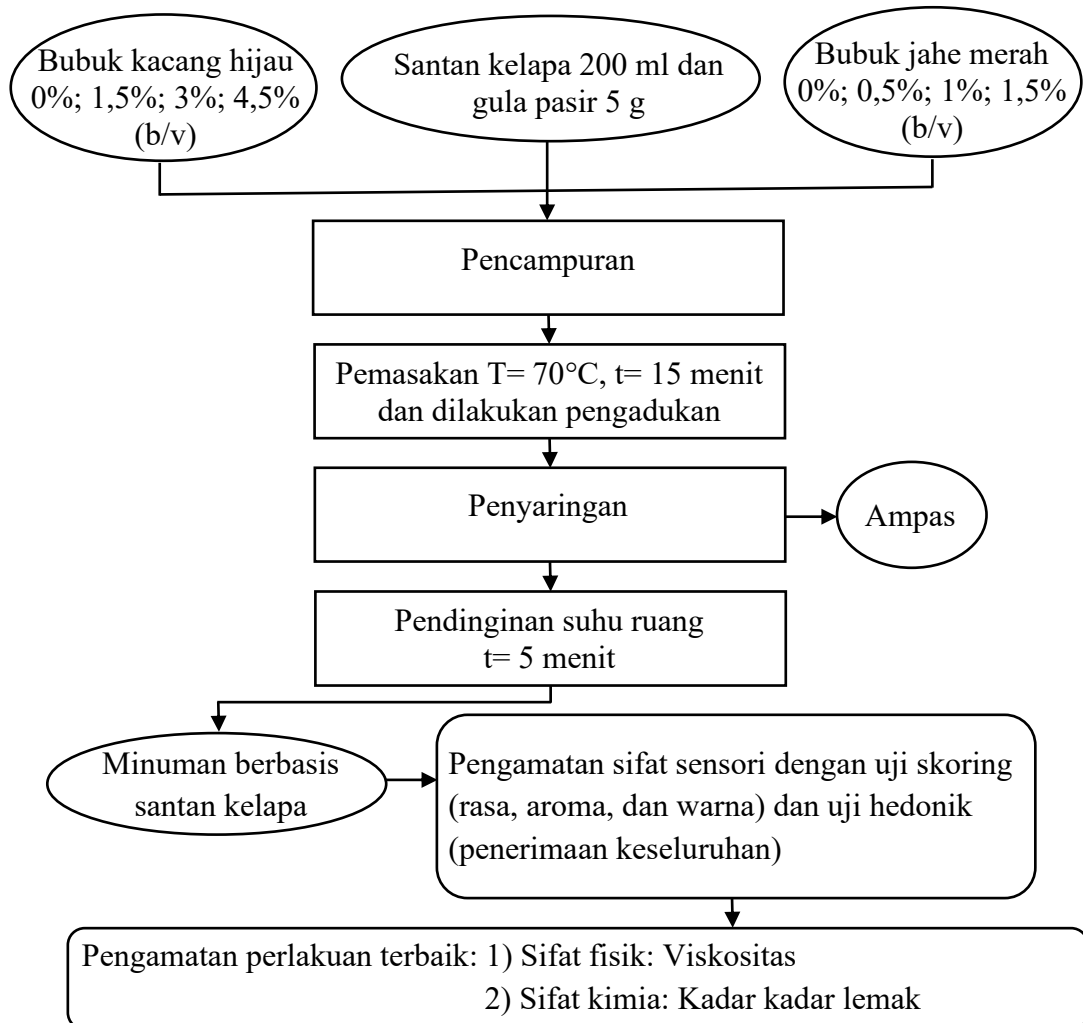 Bubuk kacang hijau
0%; 1,5%; 3%; 4,5%
(b/v)
Santan kelapa 200 ml dan
gula pasir 5 g
Bubuk jahe merah
0%; 0,5%; 1%; 1,5%
(b/v)
Pencampuran
Pemasakan T= 70°C, t= 15 menit
dan dilakukan pengadukan
Penyaringan
Ampas
Pendinginan suhu ruang
t= 5 menit
Minuman berbasis
santan kelapa
Pengamatan sifat sensori dengan uji skoring
(rasa, aroma, dan warna) dan uji hedonik
(penerimaan keseluruhan)
Pengamatan perlakuan terbaik: 1) Sifat fisik: Viskositas
2) Sifat kimia: Kadar kadar lemak